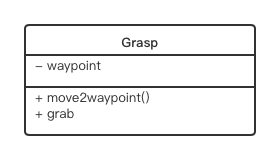 Grasp
– waypoint
+ move2waypoint()
+ grab